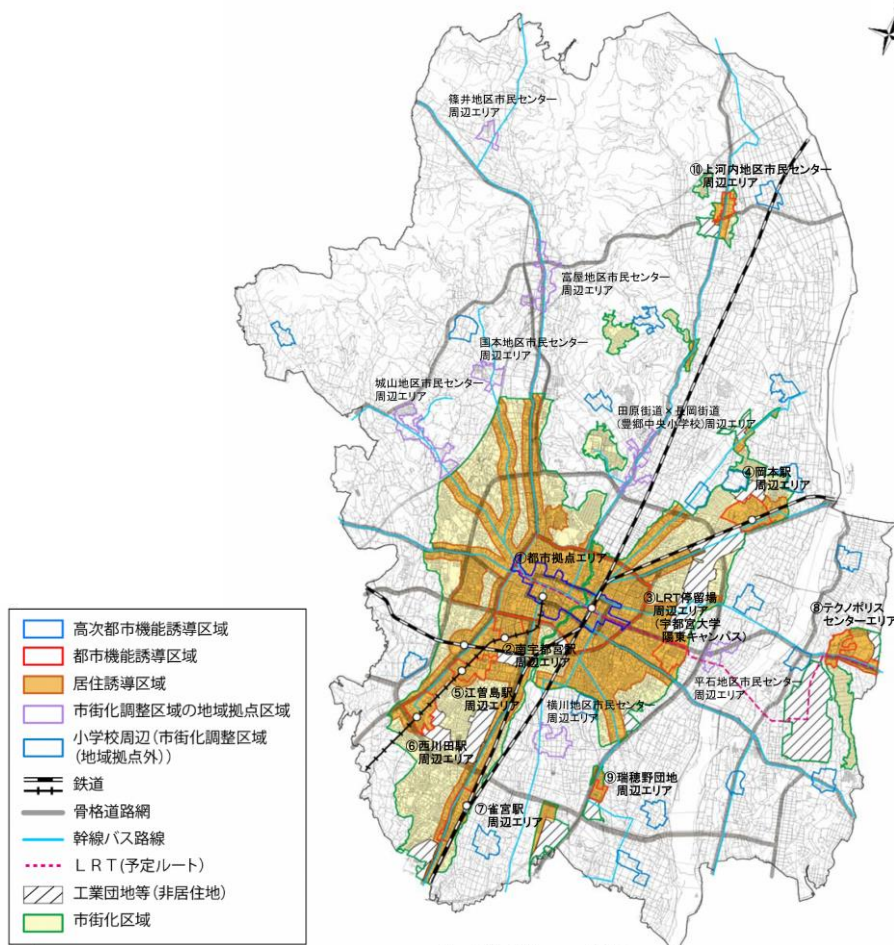 篠井地区市民センター
周辺エリア
⑩上河内地区市民センター
周辺エリア
富屋地区市民センター
周辺エリア
国本地区市民センター
周辺エリア
城山地区市民センター
周辺エリア
田原街道×長岡街道
(豊郷中央小学校)周辺エリア
④岡本駅
周辺エリア
①都市拠点エリア
③LRT停留場
周辺エリア
(宇都宮大学
陽東キャンパス)
⑧テクノポリス
センターエリア
②南宇都宮駅
周辺エリア
平石地区市民センター
周辺エリア
⑤江曽島駅
周辺エリア
横川地区市民センター
周辺エリア
⑥西川田駅
周辺エリア
⑨瑞穂野団地
周辺エリア
⑦雀宮駅
周辺エリア
高次都市機能誘導区域
都市機能誘導区域
居住誘導区域
市街化調整区域の地域拠点区域
小学校周辺(市街化調整区域
(地域拠点外))
鉄道
骨格道路網
幹線バス路線
LRT(予定ルート)
工業団地等(非居住地)
市街化区域